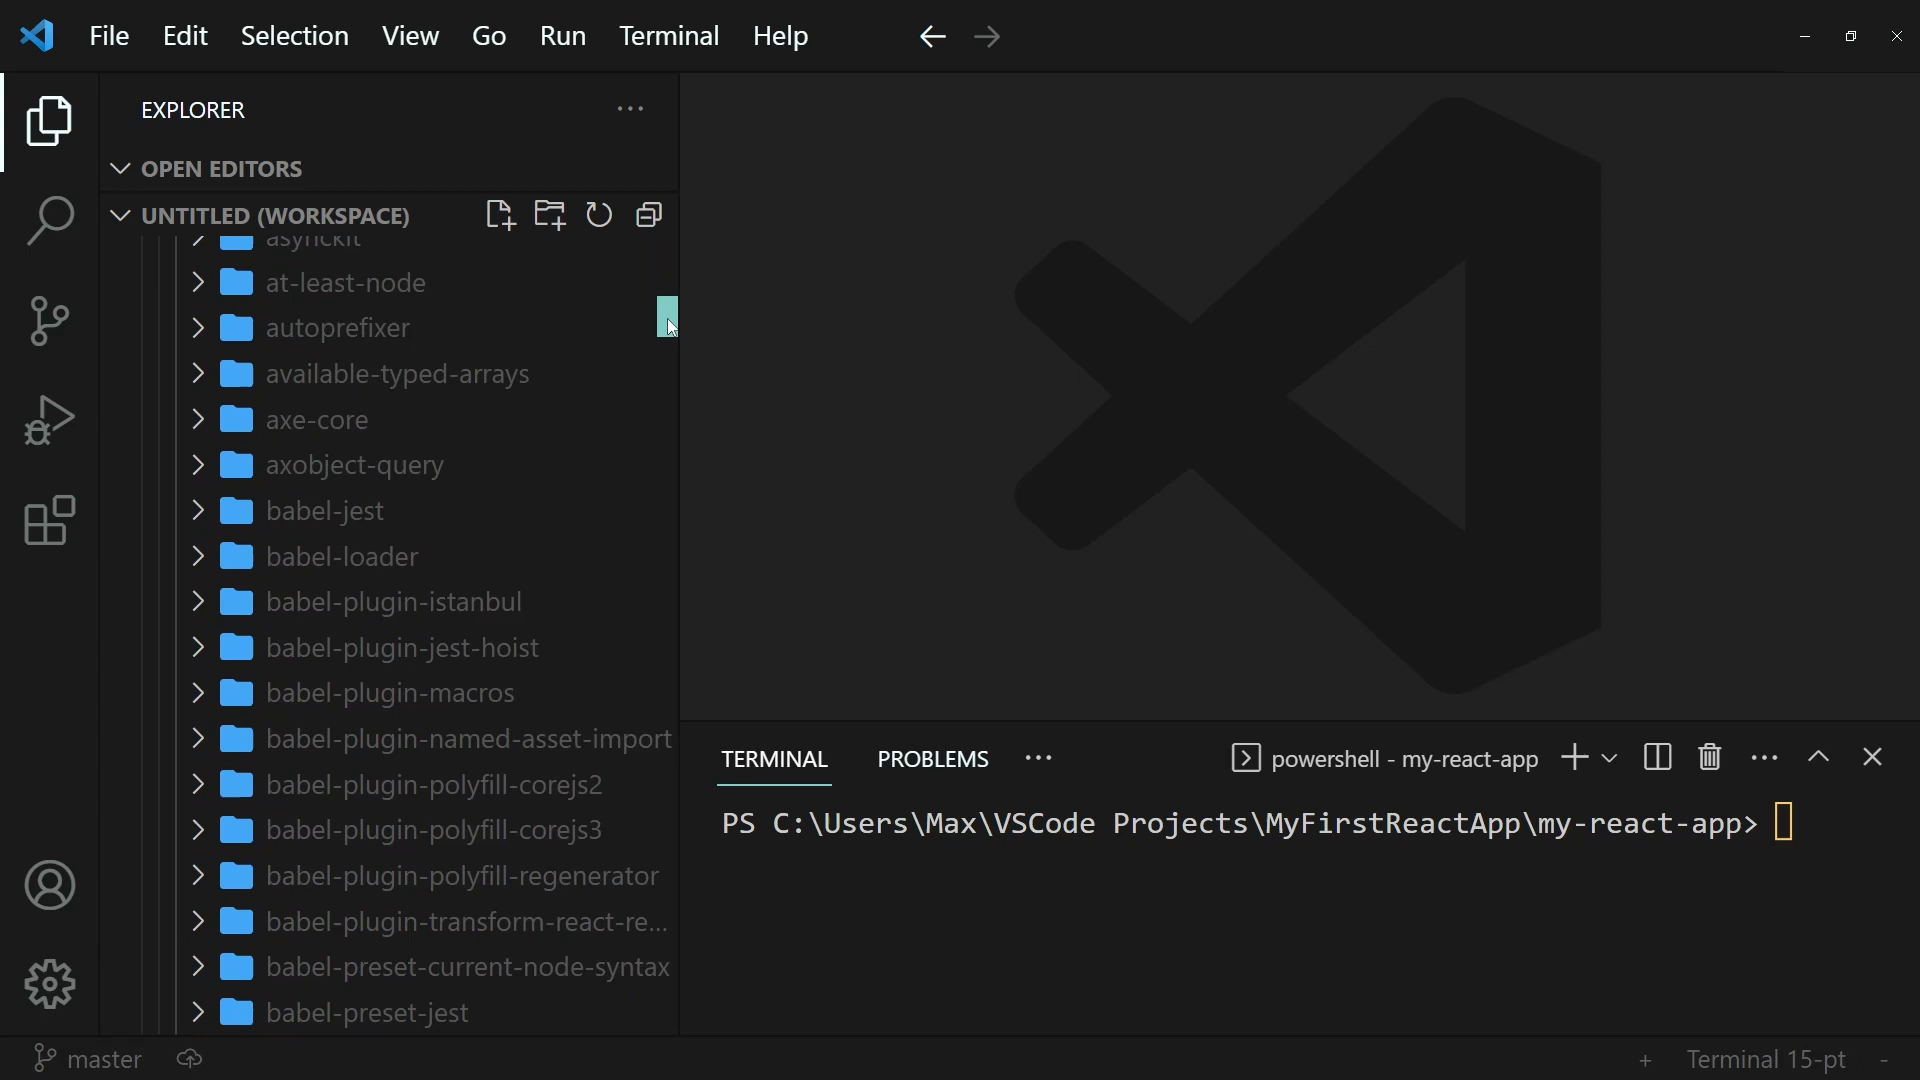 File Edit Selection View Go Run Terminal Help
EXPLORER
OPEN EDITORS
UNTITLED (WORKSPACE)
asynckit
at-least-node
autoprefixer
available-typed-arrays
axe-core
axobject-query
babel-jest
babel-loader
babel-plugin-istanbul
babel-plugin-jest-hoist
babel-plugin-macros
babel-plugin-named-asset-import
babel-plugin-polyfill-corejs2
babel-plugin-polyfill-corejs3
babel-plugin-polyfill-regenerator
babel-plugin-transform-react-re...
babel-preset-current-node-syntax
babel-preset-jest
TERMINAL PROBLEMS powershell - my-react-app
PS C:\Users\Max\VSCode Projects\MyFirstReactApp\my-react-app>
master + Terminal 15-pt -